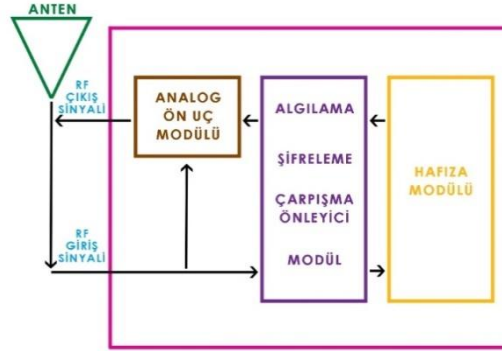 ANTEN
RF
ÇIKIŞ
SİNYALİ
ANALOG
ÖN UÇ
MODÜLÜ
ALGILAMA
ŞİFRELEME
ÇARPIŞMA
ÖNLEYİCİ
MODÜL
HAFIZA
MODÜLÜ
RF
GİRİŞ
SİNYALİ